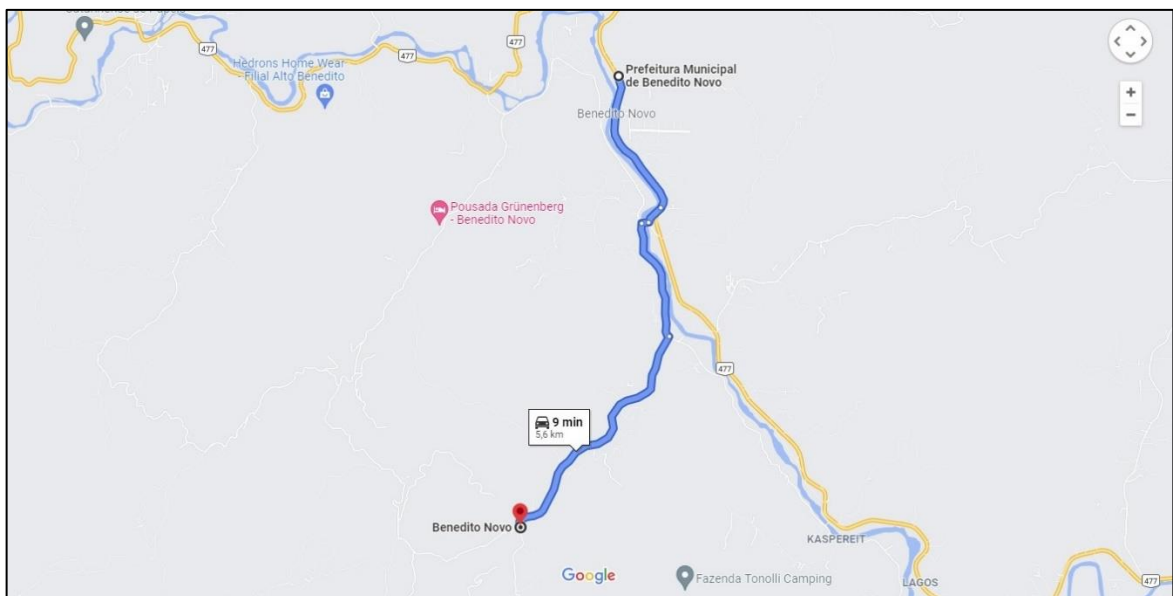 477
477
477
Hedrons Home Wear
- Filial Alto Benedito
Prefeitura Municipal
de Benedito Novo
Benedito Novo
Pousada Grünenberg
- Benedito Novo
477
9 min
5,6 km
Benedito Novo
KASPEREIT
477
Google
Fazenda Tonolli Camping
LAGOS
477
+
−